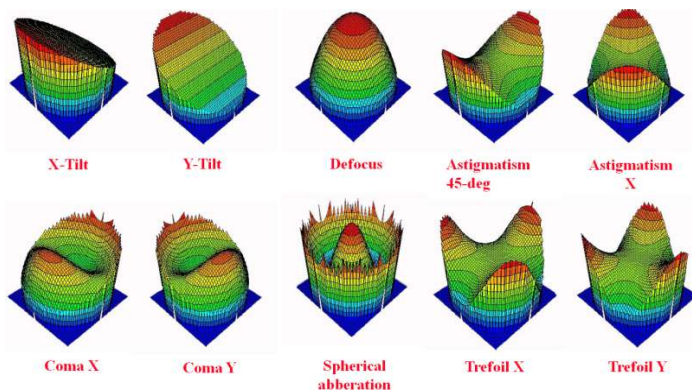 X-Tilt
Y-Tilt
Defocus
Astigmatism
45-deg
Astigmatism
X
Coma X
Coma Y
Spherical
abberation
Trefoil X
Trefoil Y